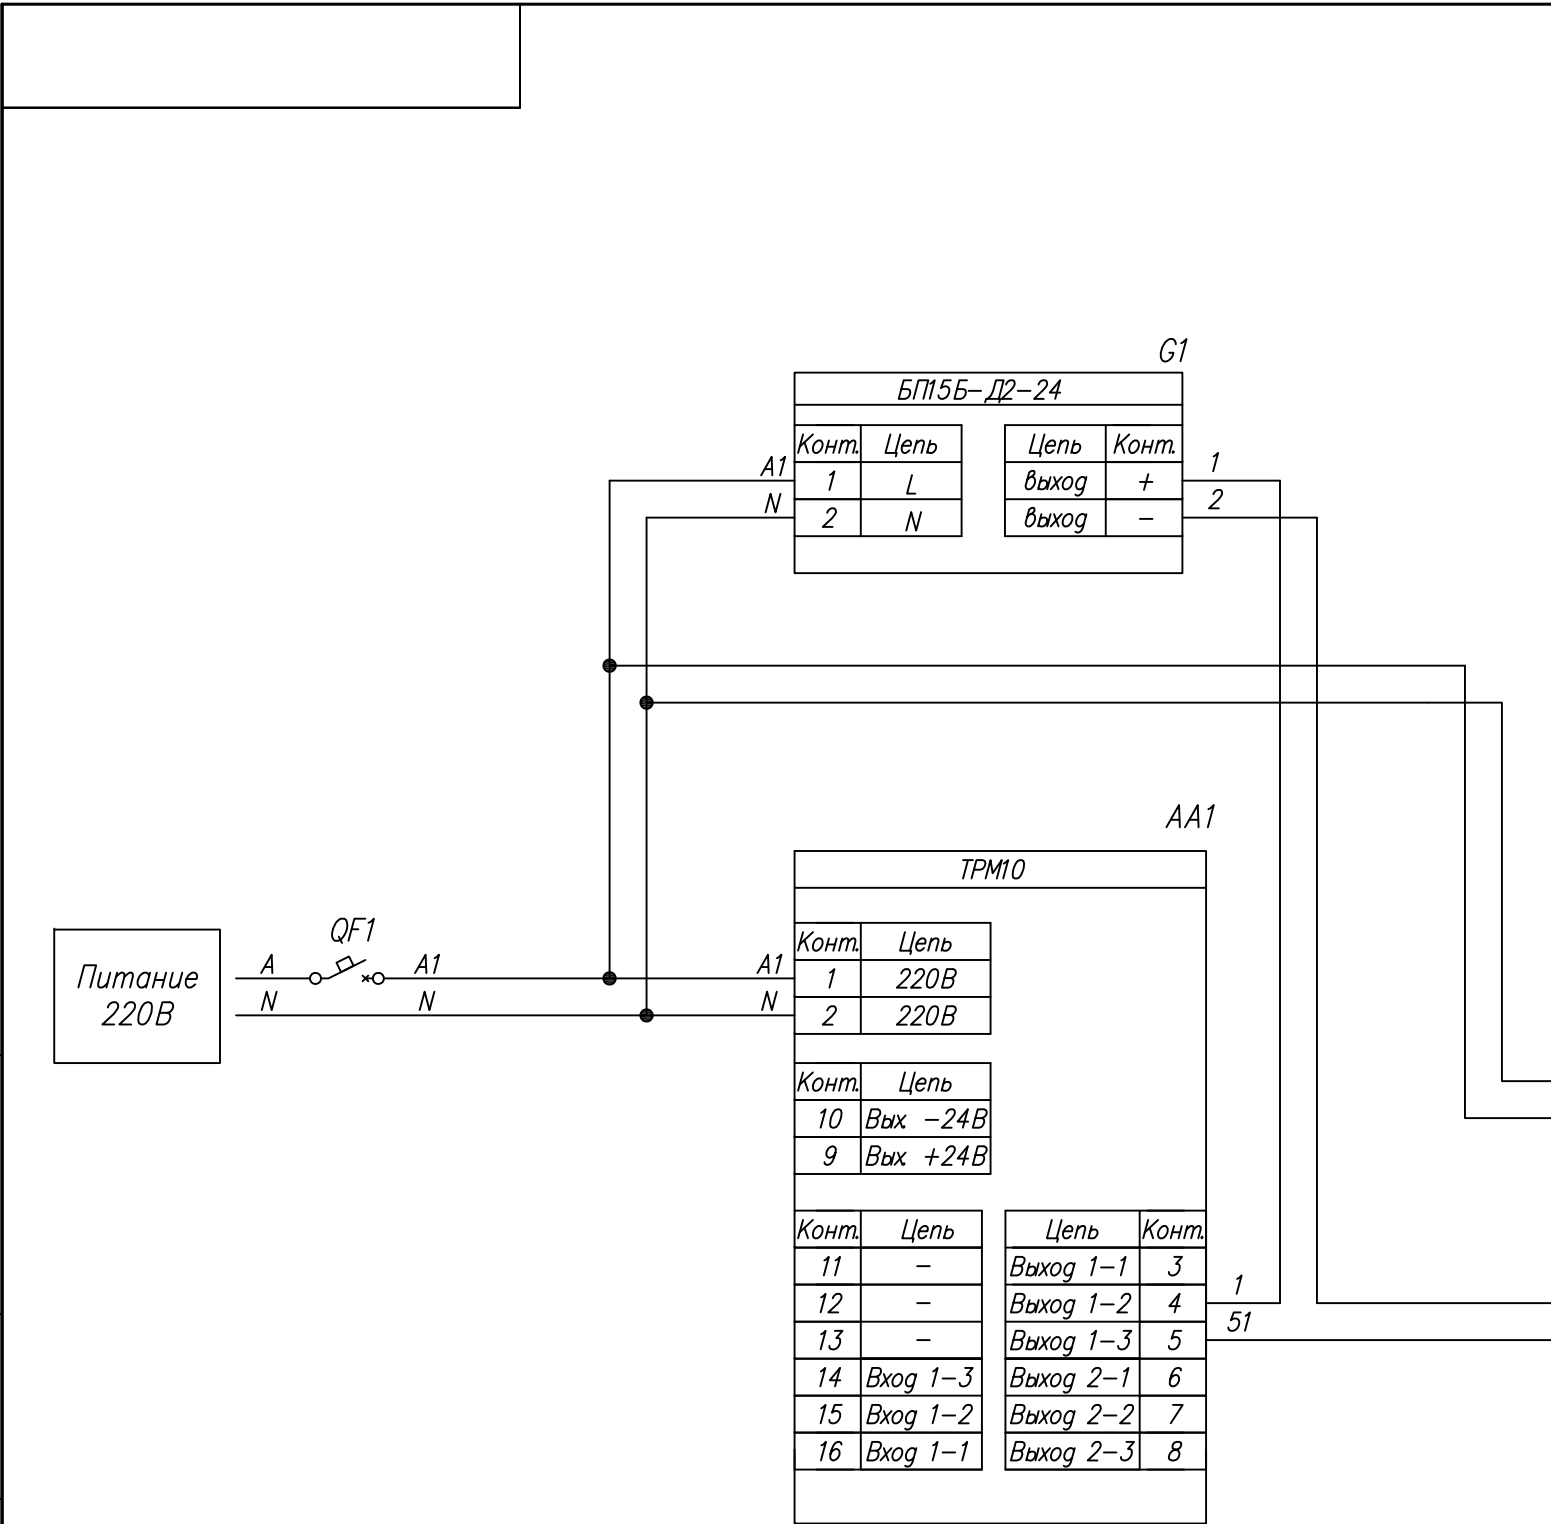 G1
БП15Б-Д2-24
Конт. Цепь Цепь Конт.
A1 1 L выход + 1
N 2 N выход - 2
AA1
ТРМ10
QF1
Конт. Цепь
Питание 220В
A A1 A1 1 220В
N N N 2 220В
Конт. Цепь
10 Вых. -24В
9 Вых. +24В
Конт. Цепь Цепь Конт.
11 - Выход 1-1 3
12 - Выход 1-2 4 1
13 - Выход 1-3 5 51
14 Вход 1-3 Выход 2-1 6
15 Вход 1-2 Выход 2-2 7
16 Вход 1-1 Выход 2-3 8